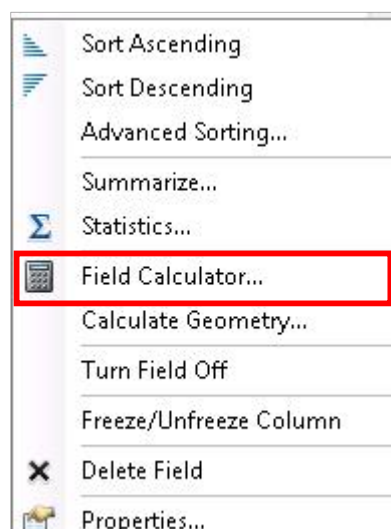 Sort Ascending
Sort Descending
Advanced Sorting...
Summarize...
Σ Statistics...
Field Calculator...
Calculate Geometry...
Turn Field Off
Freeze/Unfreeze Column
Delete Field
Properties...